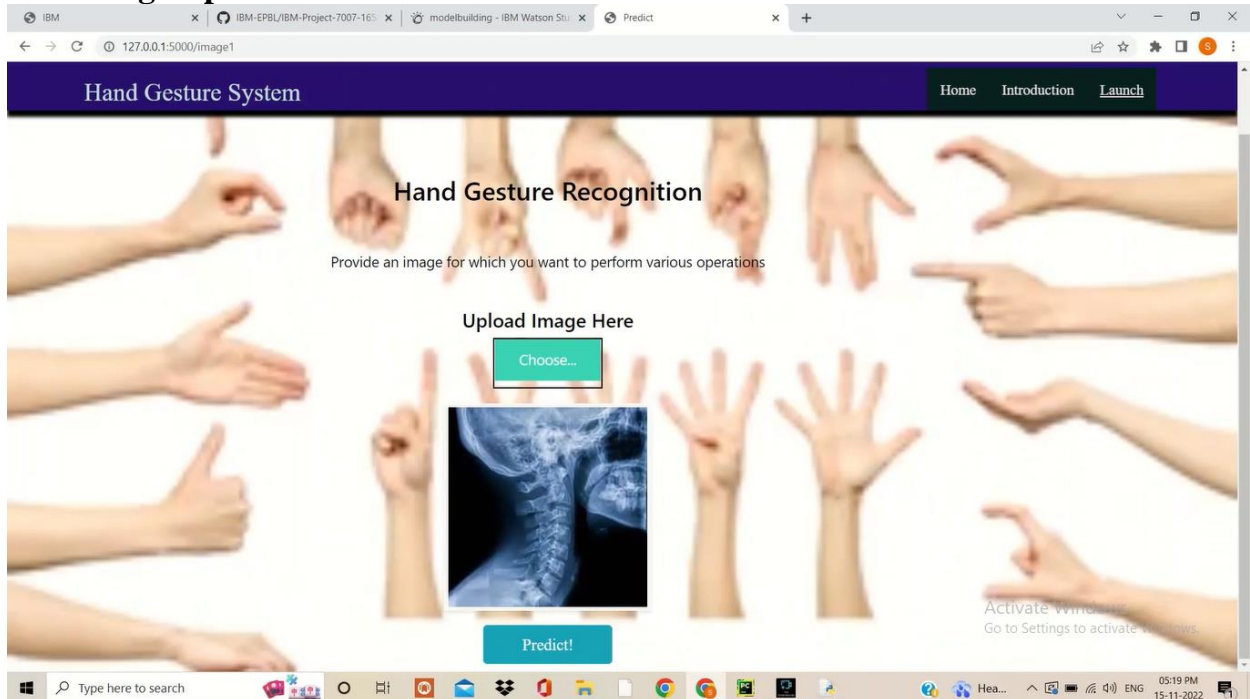 IBM
IBM-EPBL/IBM-Project-7007-165
modelbuilding - IBM Watson Stu
Predict
127.0.0.1:5000/image1
S
Hand Gesture System
Home Introduction Launch
Hand Gesture Recognition
Provide an image for which you want to perform various operations
Upload Image Here
Choose...
Predict!
Activate Windows
Go to Settings to activate Windows.
Type here to search
Hea...
ENG
05:19 PM
15-11-2022